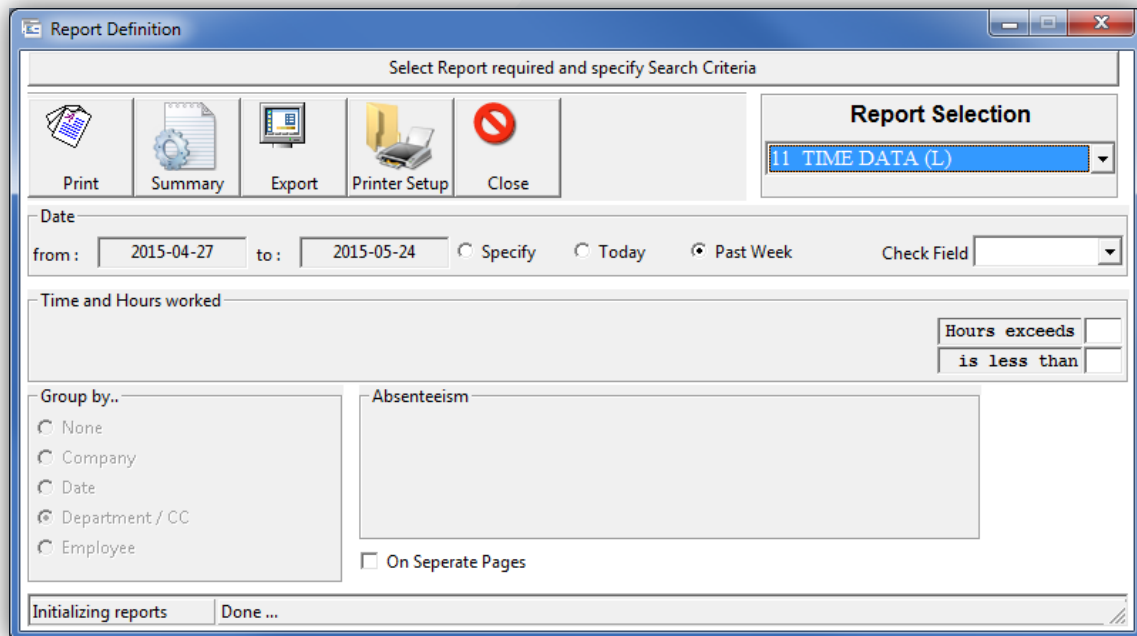 Report Definition
Select Report required and specify Search Criteria
Print Summary Export Printer Setup Close
Report Selection
11 TIME DATA (L)
Date
from : 2015-04-27 to : 2015-05-24 Specify Today Past Week Check Field
Time and Hours worked
Hours exceeds
is less than
Group by..
None
Company
Date
Department / CC
Employee
Absenteeism
On Seperate Pages
Initializing reports Done ...